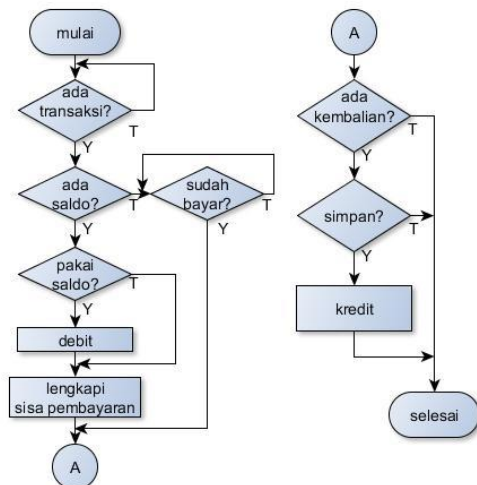 mulai
ada
transaksi?
T
Y
ada
saldo?
T
Y
sudah
bayar?
T
Y
pakai
saldo?
T
Y
debit
lengkapi
sisa pembayaran
A
A
ada
kembalian?
T
Y
simpan?
T
Y
kredit
selesai